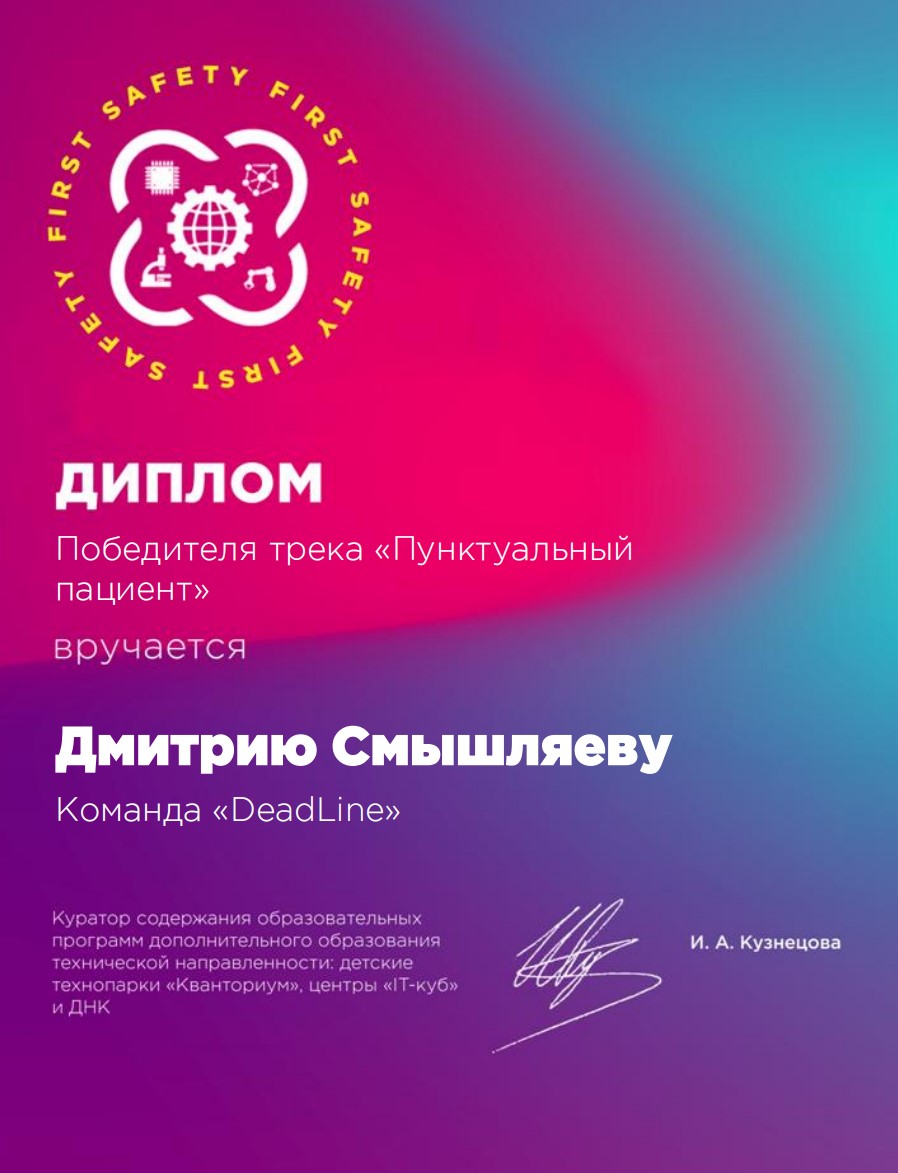 SAFETY FIRST SAFETY FIRST SAFETY FIRST
ДИПЛОМ
Победителя трека «Пунктуальный
пациент»
вручается
Дмитрию Смышляеву
Команда «DeadLine»
Куратор содержания образовательных
программ дополнительного образования
технической направленности: детские
технопарки «Кванториум», центры «IT-куб»
и ДНК
И. А. Кузнецова